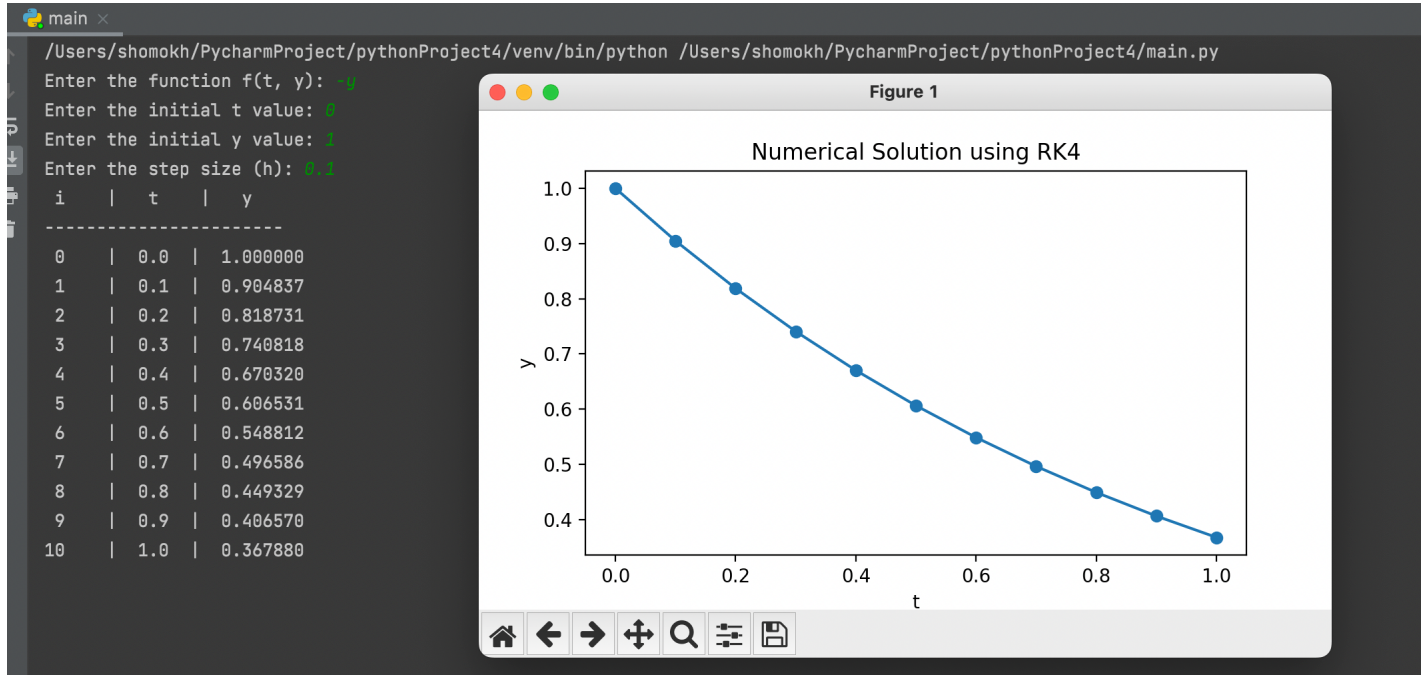 main
/Users/shomokh/PycharmProject/pythonProject4/venv/bin/python /Users/shomokh/PycharmProject/pythonProject4/main.py
Enter the function f(t, y): -y
Enter the initial t value: 0
Enter the initial y value: 1
Enter the step size (h): 0.1
i | t | y
-----------------------
0 | 0.0 | 1.000000
1 | 0.1 | 0.904837
2 | 0.2 | 0.818731
3 | 0.3 | 0.740818
4 | 0.4 | 0.670320
5 | 0.5 | 0.606531
6 | 0.6 | 0.548812
7 | 0.7 | 0.496586
8 | 0.8 | 0.449329
9 | 0.9 | 0.406570
10 | 1.0 | 0.367880
Figure 1
Numerical Solution using RK4
1.0
0.9
0.8
0.7
0.6
0.5
0.4
y
0.0 0.2 0.4 0.6 0.8 1.0
t